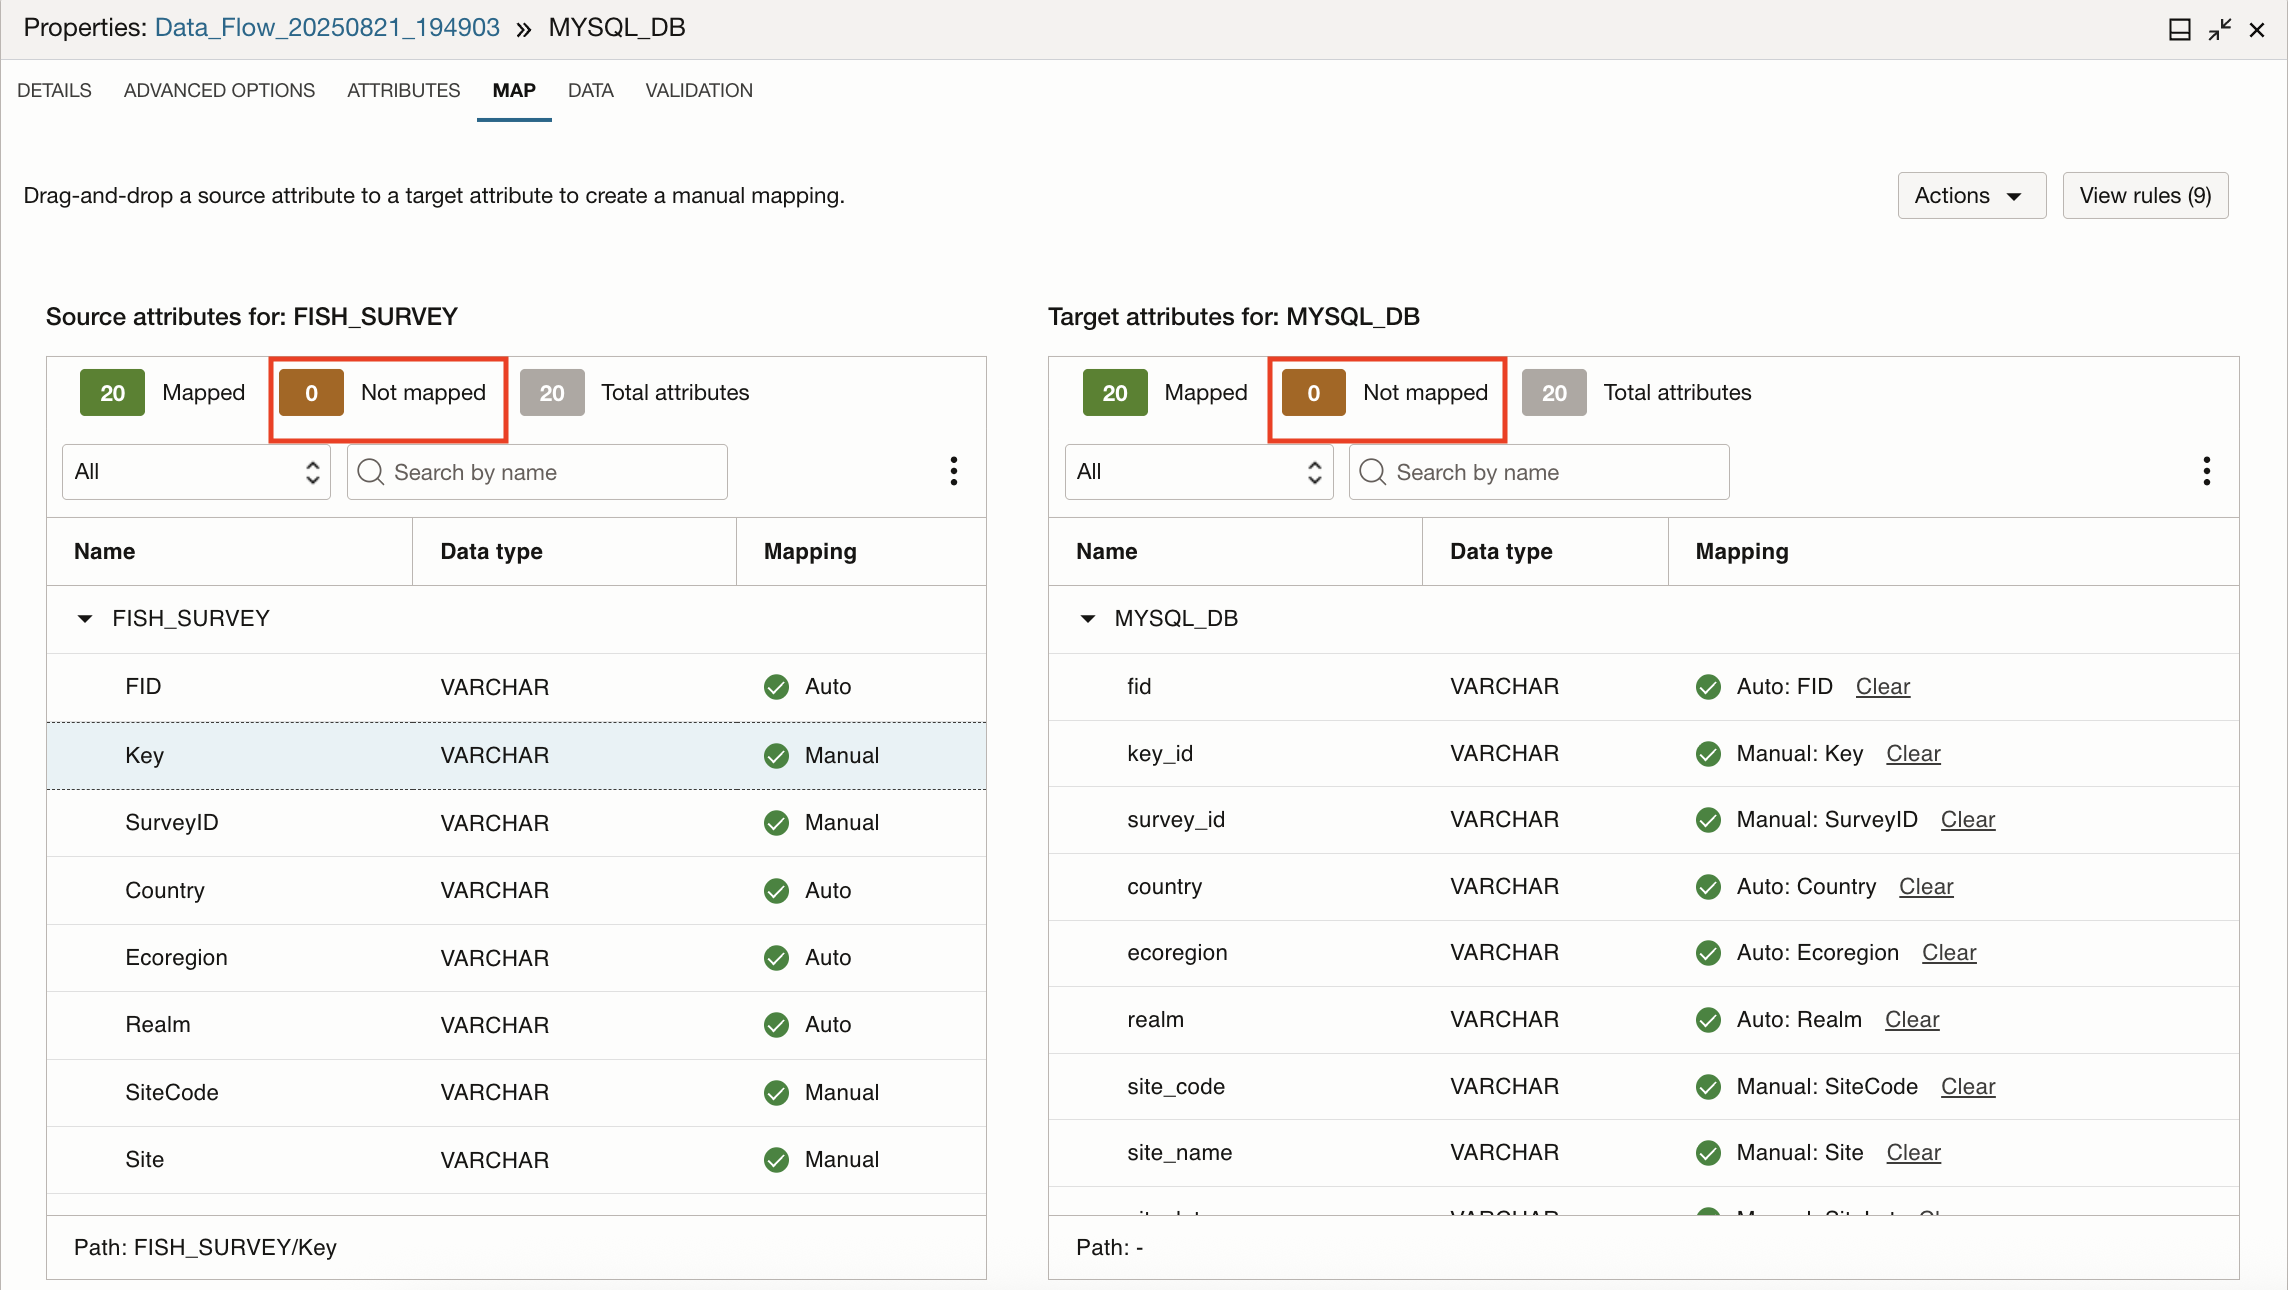 Properties: Data_Flow_20250821_194903 » MYSQL_DB
DETAILS ADVANCED OPTIONS ATTRIBUTES MAP DATA VALIDATION
Drag-and-drop a source attribute to a target attribute to create a manual mapping.
Actions View rules (9)
Source attributes for: FISH_SURVEY
20 Mapped 0 Not mapped 20 Total attributes
All Search by name
Name Data type Mapping
FISH_SURVEY
FID VARCHAR Auto
Key VARCHAR Manual
SurveyID VARCHAR Manual
Country VARCHAR Auto
Ecoregion VARCHAR Auto
Realm VARCHAR Auto
SiteCode VARCHAR Manual
Site VARCHAR Manual
Path: FISH_SURVEY/Key
Target attributes for: MYSQL_DB
20 Mapped 0 Not mapped 20 Total attributes
All Search by name
Name Data type Mapping
MYSQL_DB
fid VARCHAR Auto: FID Clear
key_id VARCHAR Manual: Key Clear
survey_id VARCHAR Manual: SurveyID Clear
country VARCHAR Auto: Country Clear
ecoregion VARCHAR Auto: Ecoregion Clear
realm VARCHAR Auto: Realm Clear
site_code VARCHAR Manual: SiteCode Clear
site_name VARCHAR Manual: Site Clear
Path: -